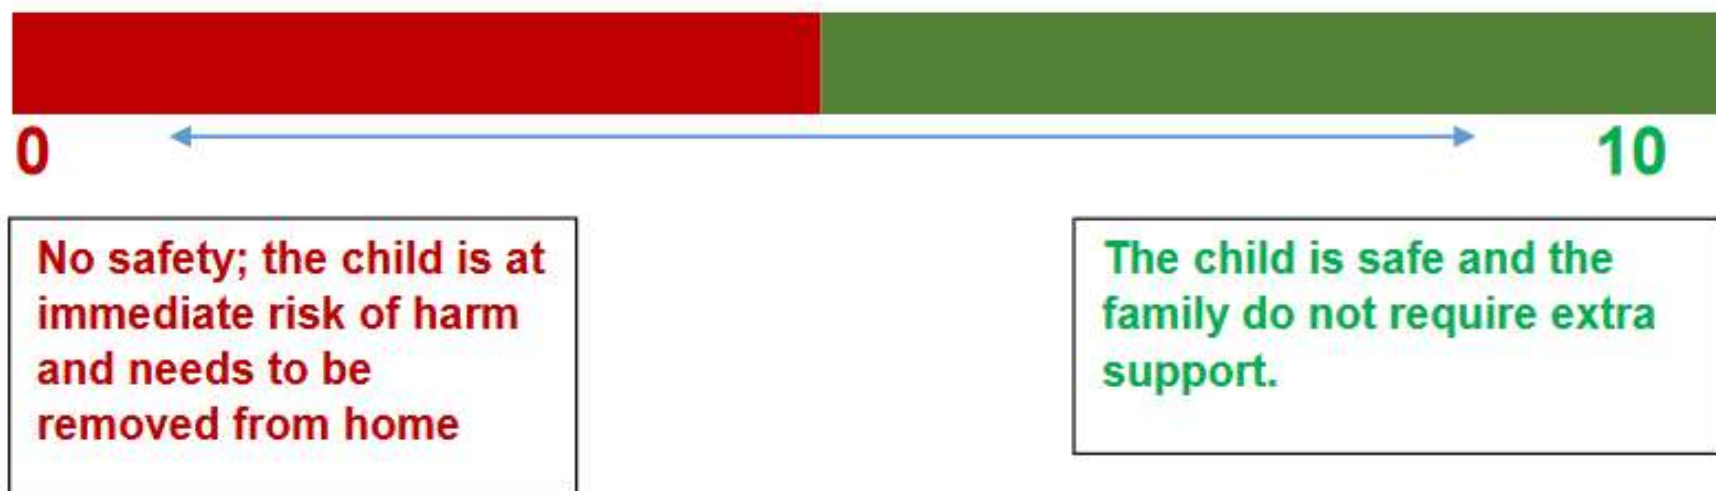 0
10
No safety; the child is at
immediate risk of harm
and needs to be
removed from home
The child is safe and the
family do not require extra
support.